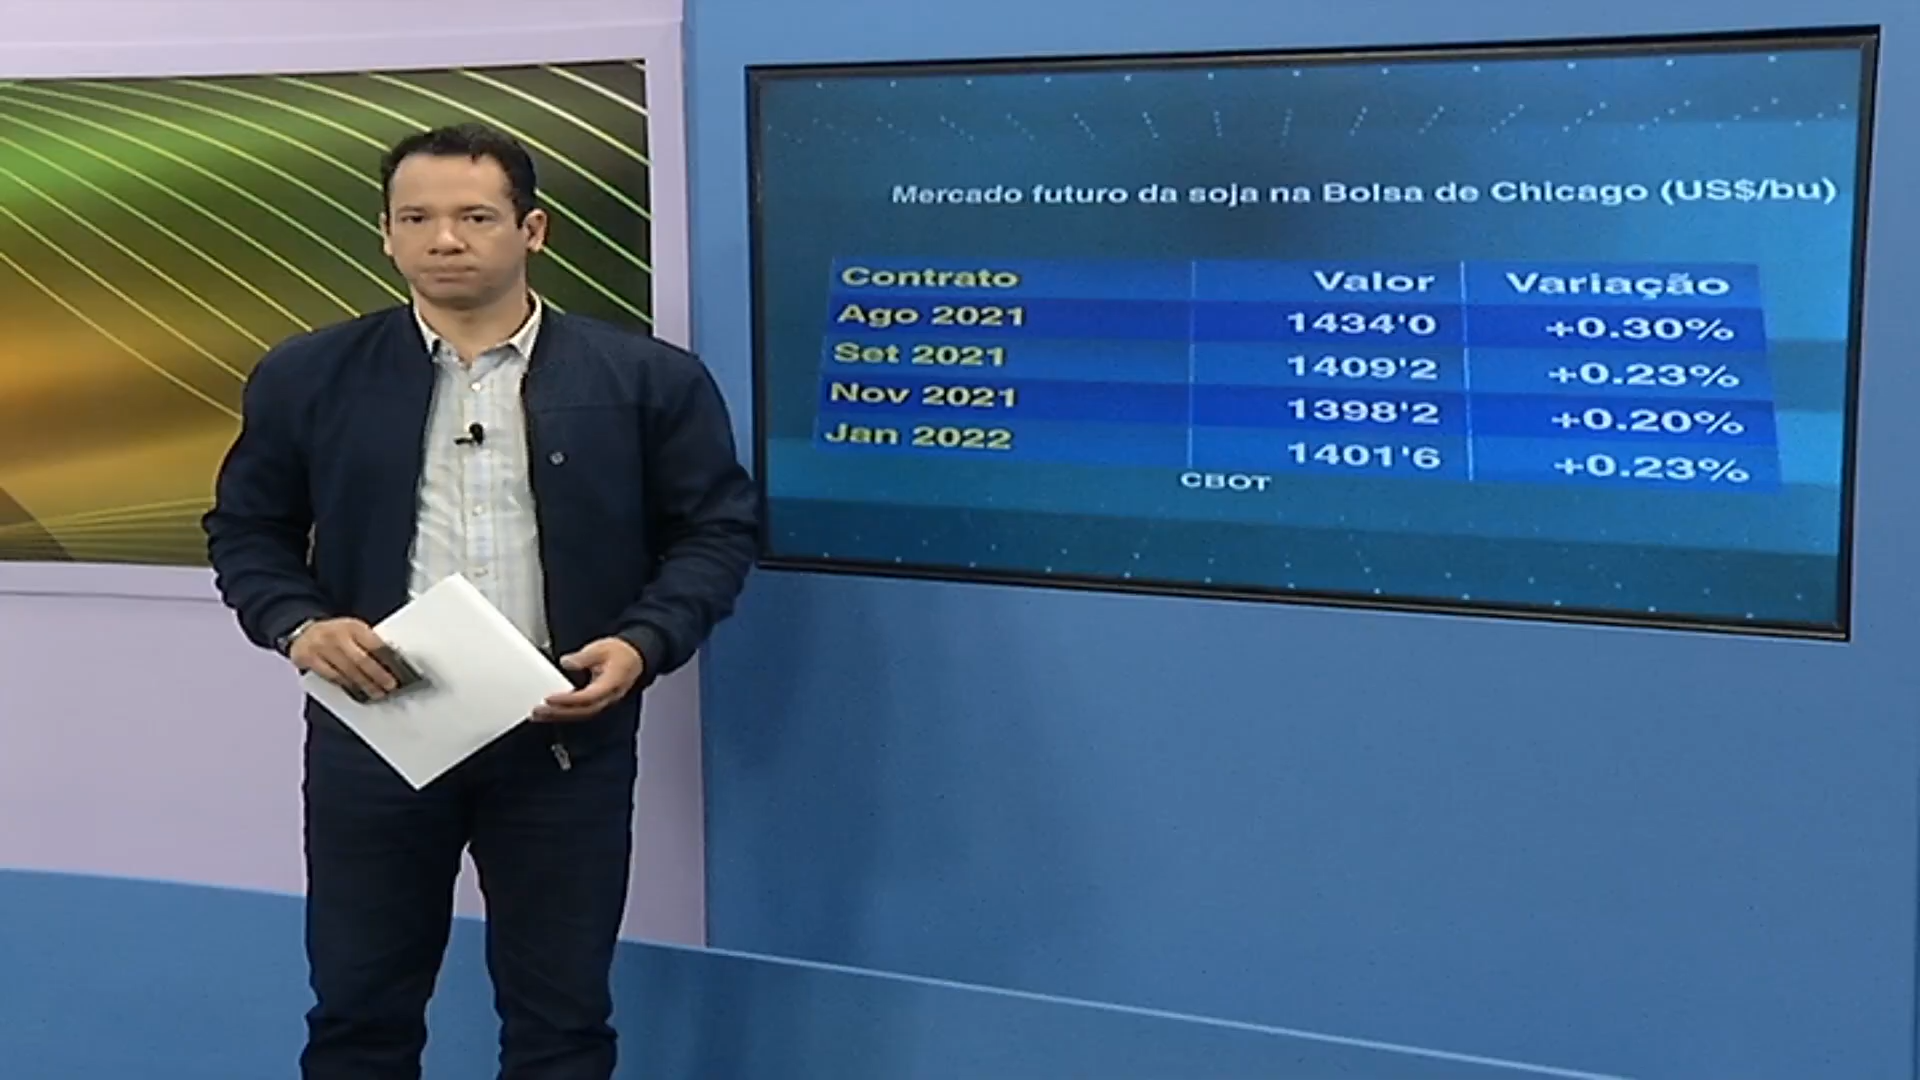 Mercado futuro da soja na Bolsa de Chicago (US$/bu)
Contrato Valor Variação
Ago 2021 1434'0 +0.30%
Set 2021 1409'2 +0.23%
Nov 2021 1398'2 +0.20%
Jan 2022 1401'6 +0.23%
CBOT